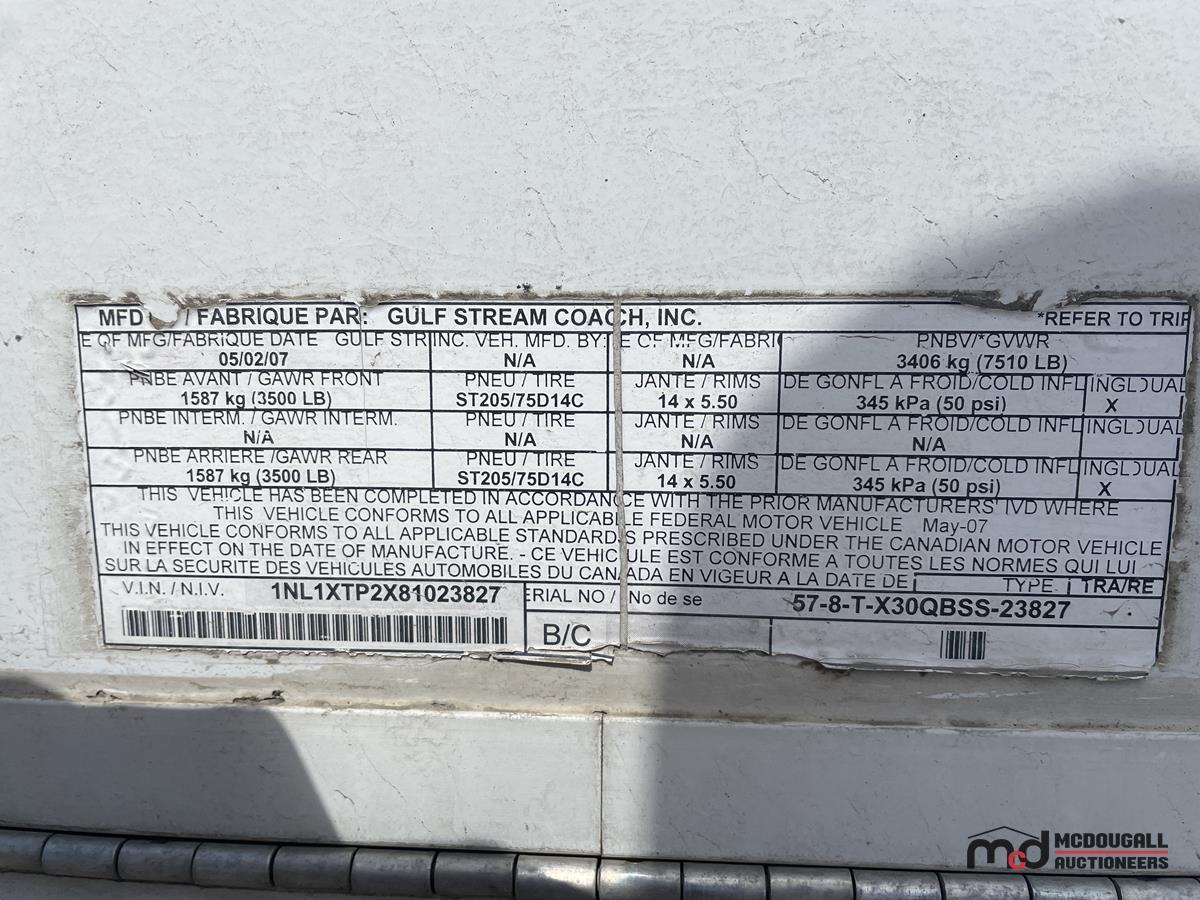 MFD / FABRIQUE PAR: GULF STREAM COACH, INC. *REFER TO TRIP
E OF MFG/FABRIQUE DATE GULF STR INC. VEH. MFD. BY: E OF MFG/FABRIC PNBV/*GVWR
05/02/07 N/A N/A 3406 kg (7510 LB)
PNBE AVANT / GAWR FRONT PNEU / TIRE JANTE / RIMS DE GONFL A FROID/COLD INFL INGL DUAL
1587 kg (3500 LB) ST205/75D14C 14 x 5.50 345 kPa (50 psi) X
PNBE INTERM. / GAWR INTERM. PNEU / TIRE JANTE / RIMS DE GONFL A FROID/COLD INFL INGL DUAL
N/A N/A N/A N/A
PNBE ARRIERE /GAWR REAR PNEU / TIRE JANTE / RIMS DE GONFL A FROID/COLD INFL INGL DUAL
1587 kg (3500 LB) ST205/75D14C 14 x 5.50 345 kPa (50 psi) X
THIS VEHICLE HAS BEEN COMPLETED IN ACCORDANCE WITH THE PRIOR MANUFACTURERS' IVD WHERE
THIS VEHICLE CONFORMS TO ALL APPLICABLE FEDERAL MOTOR VEHICLE May-07
THIS VEHICLE CONFORMS TO ALL APPLICABLE STANDARDS PRESCRIBED UNDER THE CANADIAN MOTOR VEHICLE
IN EFFECT ON THE DATE OF MANUFACTURE. - CE VEHICULE EST CONFORME A TOUTES LES NORMES QUI LUI
SUR LA SECURITE DES VEHICULES AUTOMOBILES DU CANADA EN VIGEUR A LA DATE DE TYPE TRA/RE
V.I.N. / N.I.V. 1NL1XTP2X81023827 ERIAL NO / No de se 57-8-T-X30QBSS-23827
B/C
mcd MCDOUGALL
AUCTIONEERS